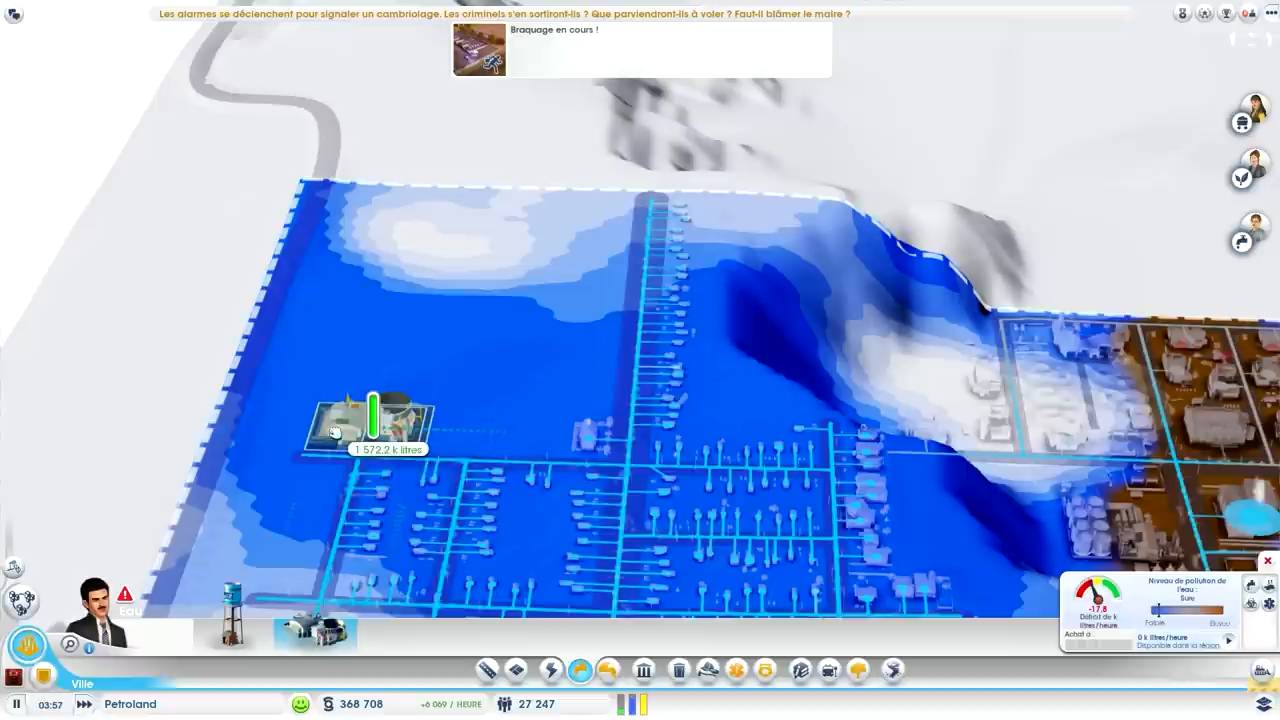 Les alarmes se déclenchent pour signaler un cambriolage. Les criminels s'en sortiront-ils ? Que parviendront-ils à voler ? Faut-il blâmer le maire ?
Braquage en cours !
1 572,2 k litres
Eau
Niveau de pollution de
l'eau :
Sûre
-17,8
Déficit de k
litres/heure
Faible
Élevée
Achat à :
0 k litres/heure
Disponible dans la région
Ville
03:57
Petroland
368 708
+6 069 / HEURE
27 247